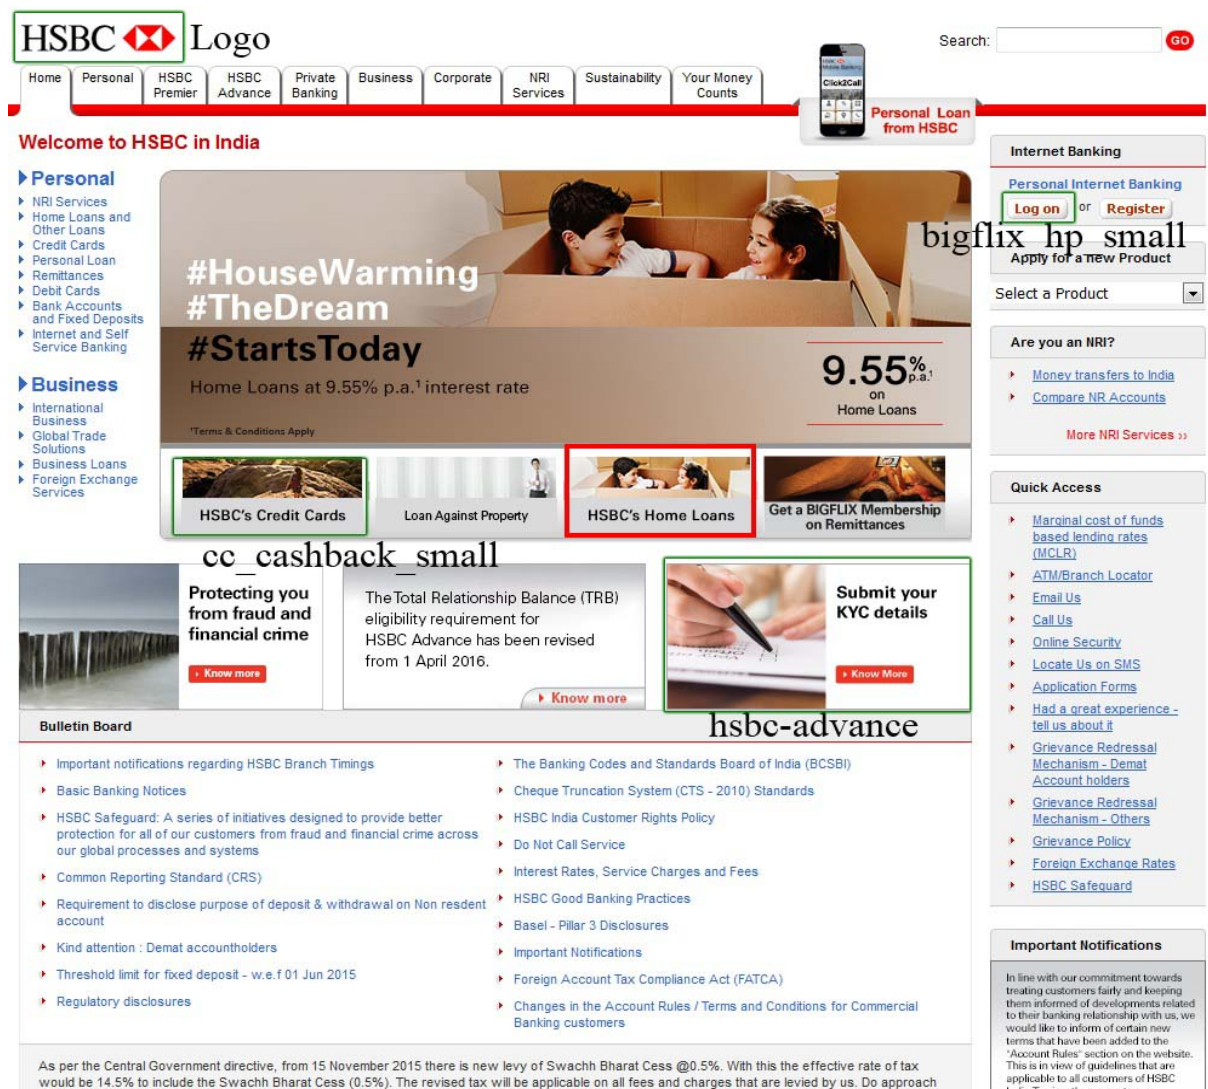 HSBC Logo
Search: GO
Home
Personal
HSBC Premier
HSBC Advance
Private Banking
Business
Corporate
NRI Services
Sustainability
Your Money Counts
Click2Call
Personal Loan
from HSBC
Welcome to HSBC in India
Personal
NRI Services
Home Loans and
Other Loans
Credit Cards
Personal Loan
Remittances
Debit Cards
Bank Accounts
and Fixed Deposits
Internet and Self
Service Banking
Business
International
Business
Global Trade
Solutions
Business Loans
Foreign Exchange
Services
#HouseWarming
#TheDream
#StartsToday
Home Loans at 9.55% p.a.¹ interest rate
¹Terms & Conditions Apply
9.55% p.a.¹
on
Home Loans
HSBC's Credit Cards
Loan Against Property
HSBC's Home Loans
Get a BIGFLIX Membership
on Remittances
cc_cashback_small
Protecting you
from fraud and
financial crime
Know more
The Total Relationship Balance (TRB)
eligibility requirement for
HSBC Advance has been revised
from 1 April 2016.
Know more
Submit your
KYC details
Know More
hsbc-advance
Bulletin Board
Important notifications regarding HSBC Branch Timings
Basic Banking Notices
HSBC Safeguard: A series of initiatives designed to provide better
protection for all of our customers from fraud and financial crime across
our global processes and systems
Common Reporting Standard (CRS)
Requirement to disclose purpose of deposit & withdrawal on Non resdent
account
Kind attention : Demat accountholders
Threshold limit for fixed deposit - w.e.f 01 Jun 2015
Regulatory disclosures
The Banking Codes and Standards Board of India (BCSBI)
Cheque Truncation System (CTS - 2010) Standards
HSBC India Customer Rights Policy
Do Not Call Service
Interest Rates, Service Charges and Fees
HSBC Good Banking Practices
Basel - Pillar 3 Disclosures
Important Notifications
Foreign Account Tax Compliance Act (FATCA)
Changes in the Account Rules / Terms and Conditions for Commercial
Banking customers
As per the Central Government directive, from 15 November 2015 there is new levy of Swachh Bharat Cess @0.5%. With this the effective rate of tax
would be 14.5% to include the Swachh Bharat Cess (0.5%). The revised tax will be applicable on all fees and charges that are levied by us. Do approach
Internet Banking
Personal Internet Banking
Log on or Register
bigflix_hp_small
Apply for a new Product
Select a Product
Are you an NRI?
Money transfers to India
Compare NR Accounts
More NRI Services ››
Quick Access
Marginal cost of funds
based lending rates
(MCLR)
ATM/Branch Locator
Email Us
Call Us
Online Security
Locate Us on SMS
Application Forms
Had a great experience -
tell us about it
Grievance Redressal
Mechanism - Demat
Account holders
Grievance Redressal
Mechanism - Others
Grievance Policy
Foreign Exchange Rates
HSBC Safeguard
Important Notifications
In line with our commitment towards
treating customers fairly and keeping
them informed of developments related
to their banking relationship with us, we
would like to inform of certain new
terms that have been added to the
"Account Rules" section on the website.
This is in view of guidelines that are
applicable to all customers of HSBC